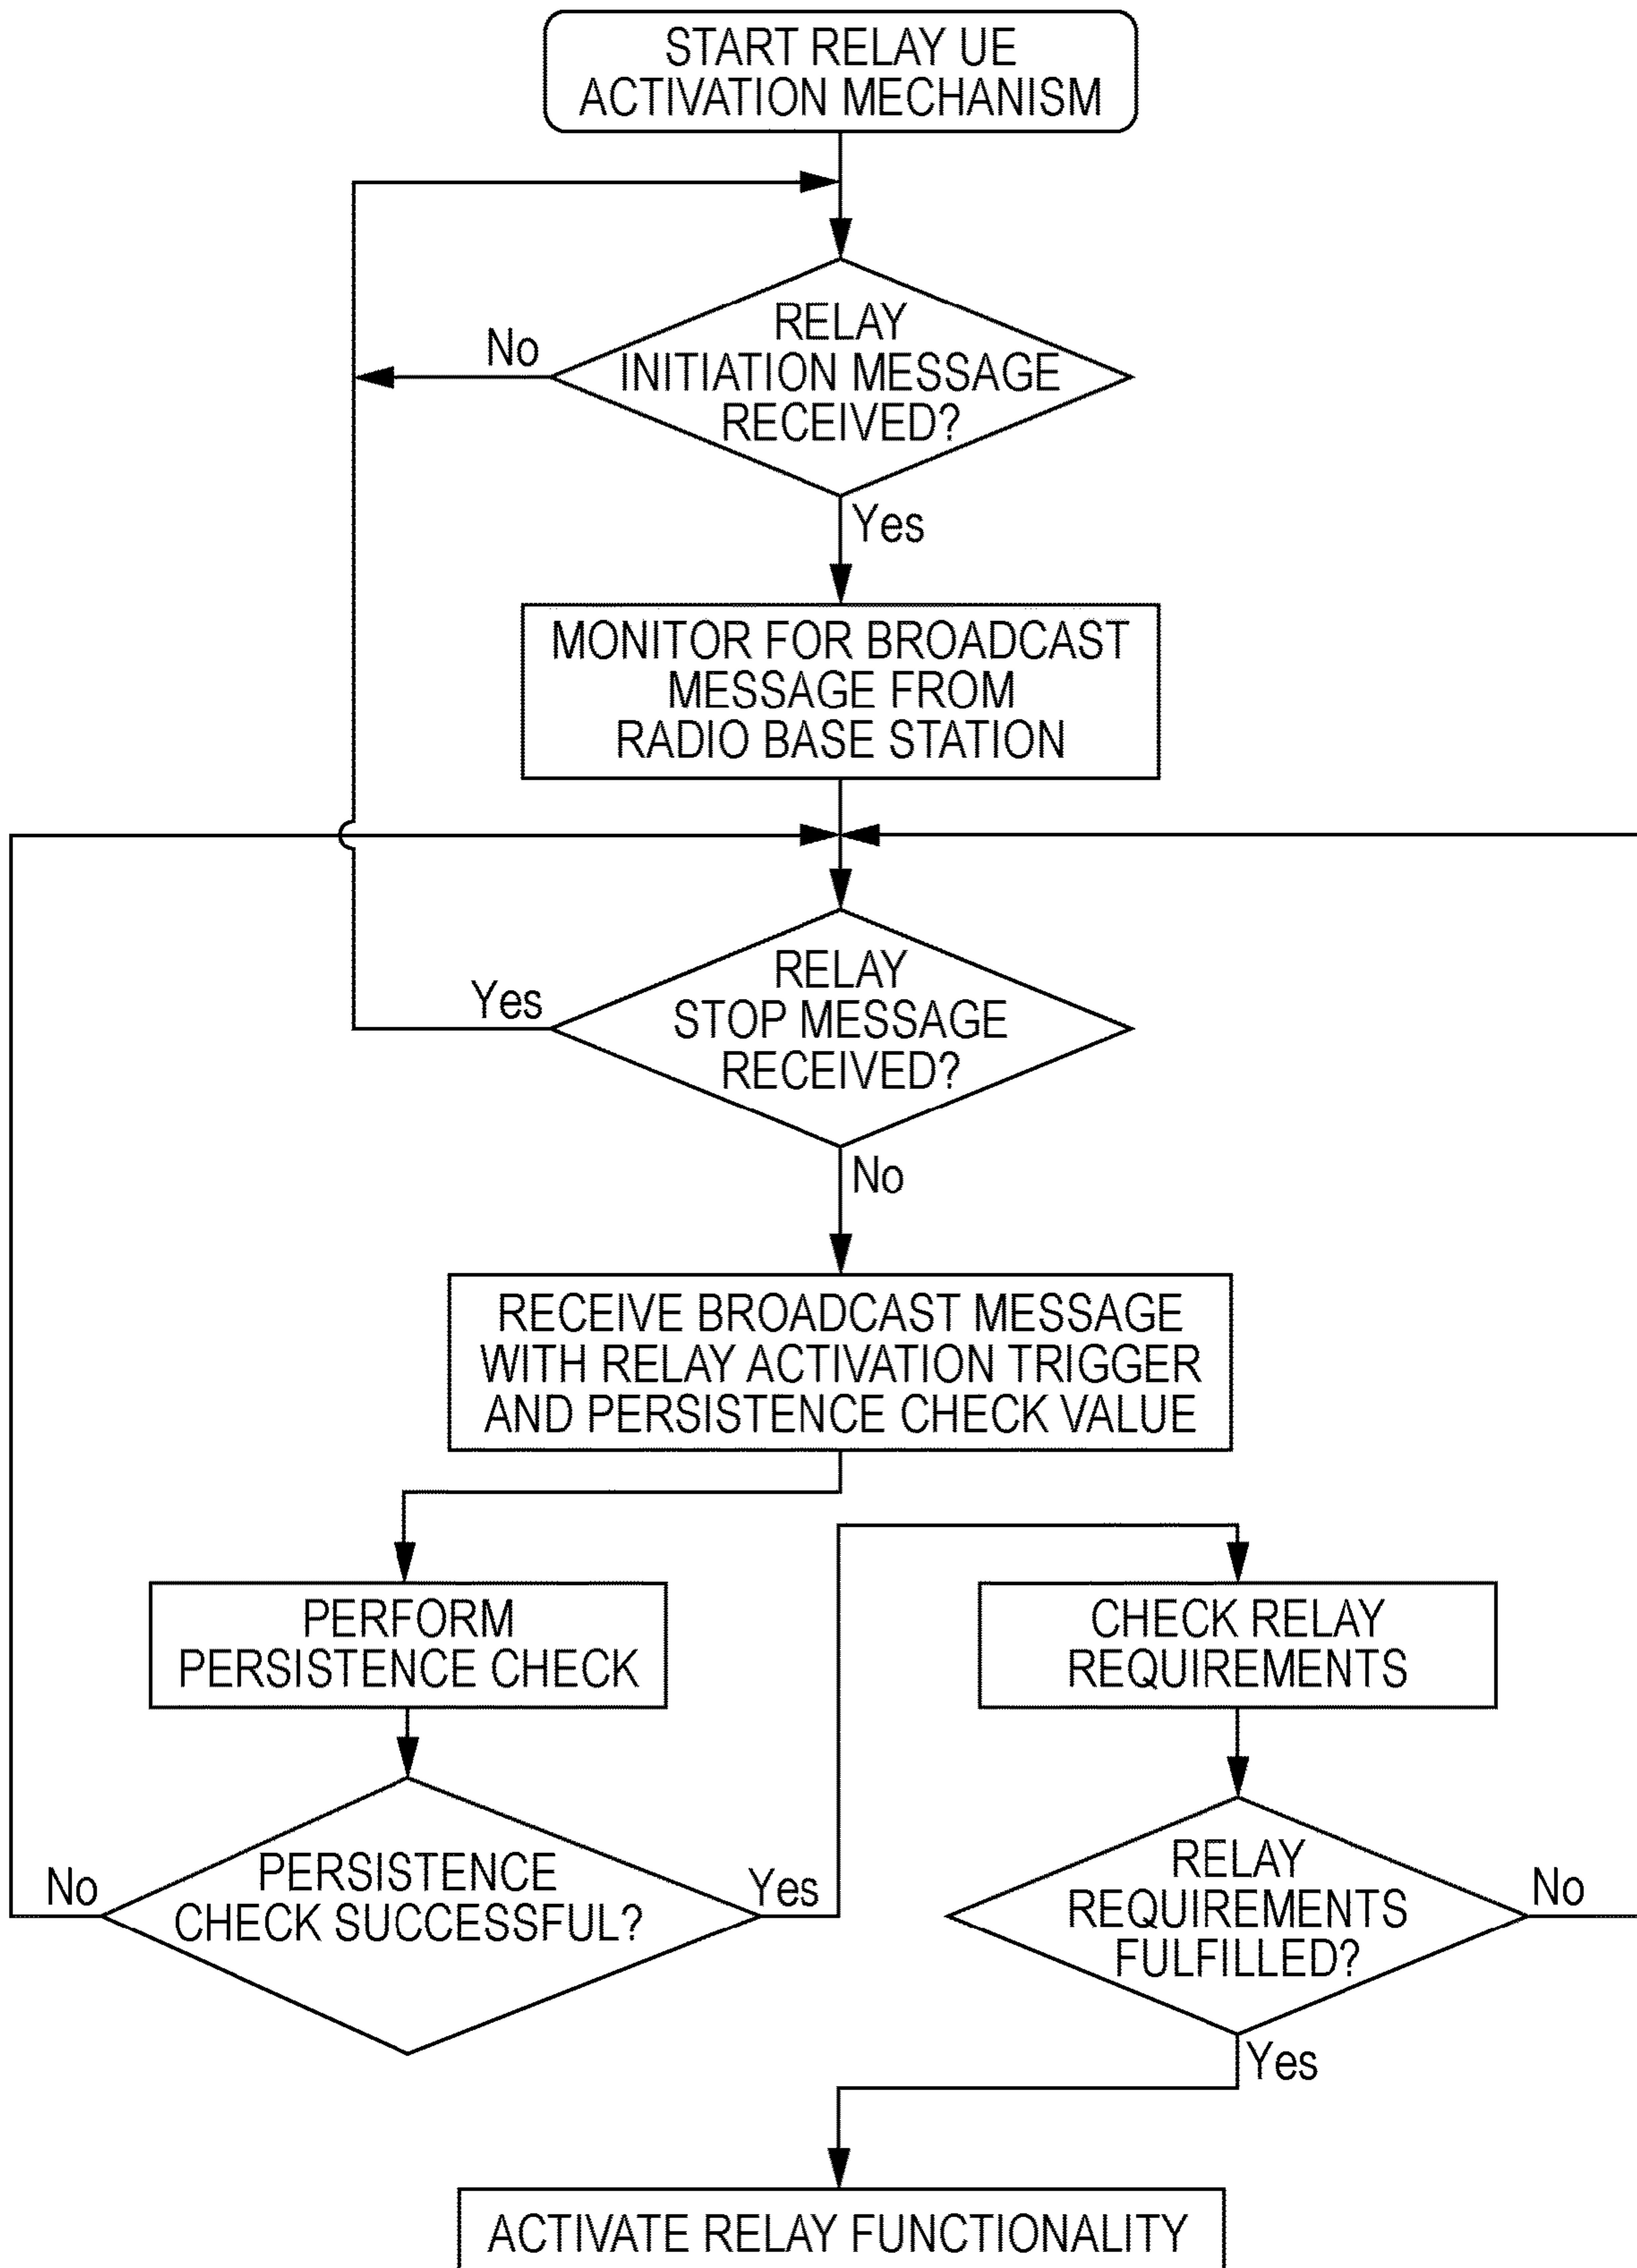 START RELAY UE
ACTIVATION MECHANISM
RELAY
INITIATION MESSAGE
RECEIVED?
No
Yes
MONITOR FOR BROADCAST
MESSAGE FROM
RADIO BASE STATION
RELAY
STOP MESSAGE
RECEIVED?
Yes
No
RECEIVE BROADCAST MESSAGE
WITH RELAY ACTIVATION TRIGGER
AND PERSISTENCE CHECK VALUE
PERFORM
PERSISTENCE CHECK
PERSISTENCE
CHECK SUCCESSFUL?
No
Yes
CHECK RELAY
REQUIREMENTS
RELAY
REQUIREMENTS
FULFILLED?
No
Yes
ACTIVATE RELAY FUNCTIONALITY